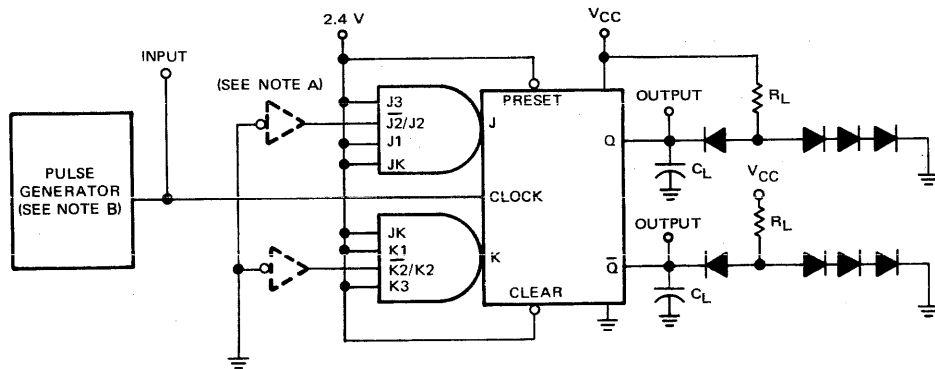 2.4 V
VCC
INPUT
(SEE NOTE A)
PRESET
OUTPUT
RL
J3
J2/J2
J
J1
JK
Q
PULSE
GENERATOR
(SEE NOTE B)
CL
VCC
CLOCK
OUTPUT
RL
JK
K1
K2/K2
K
K3
Q
CLEAR
CL